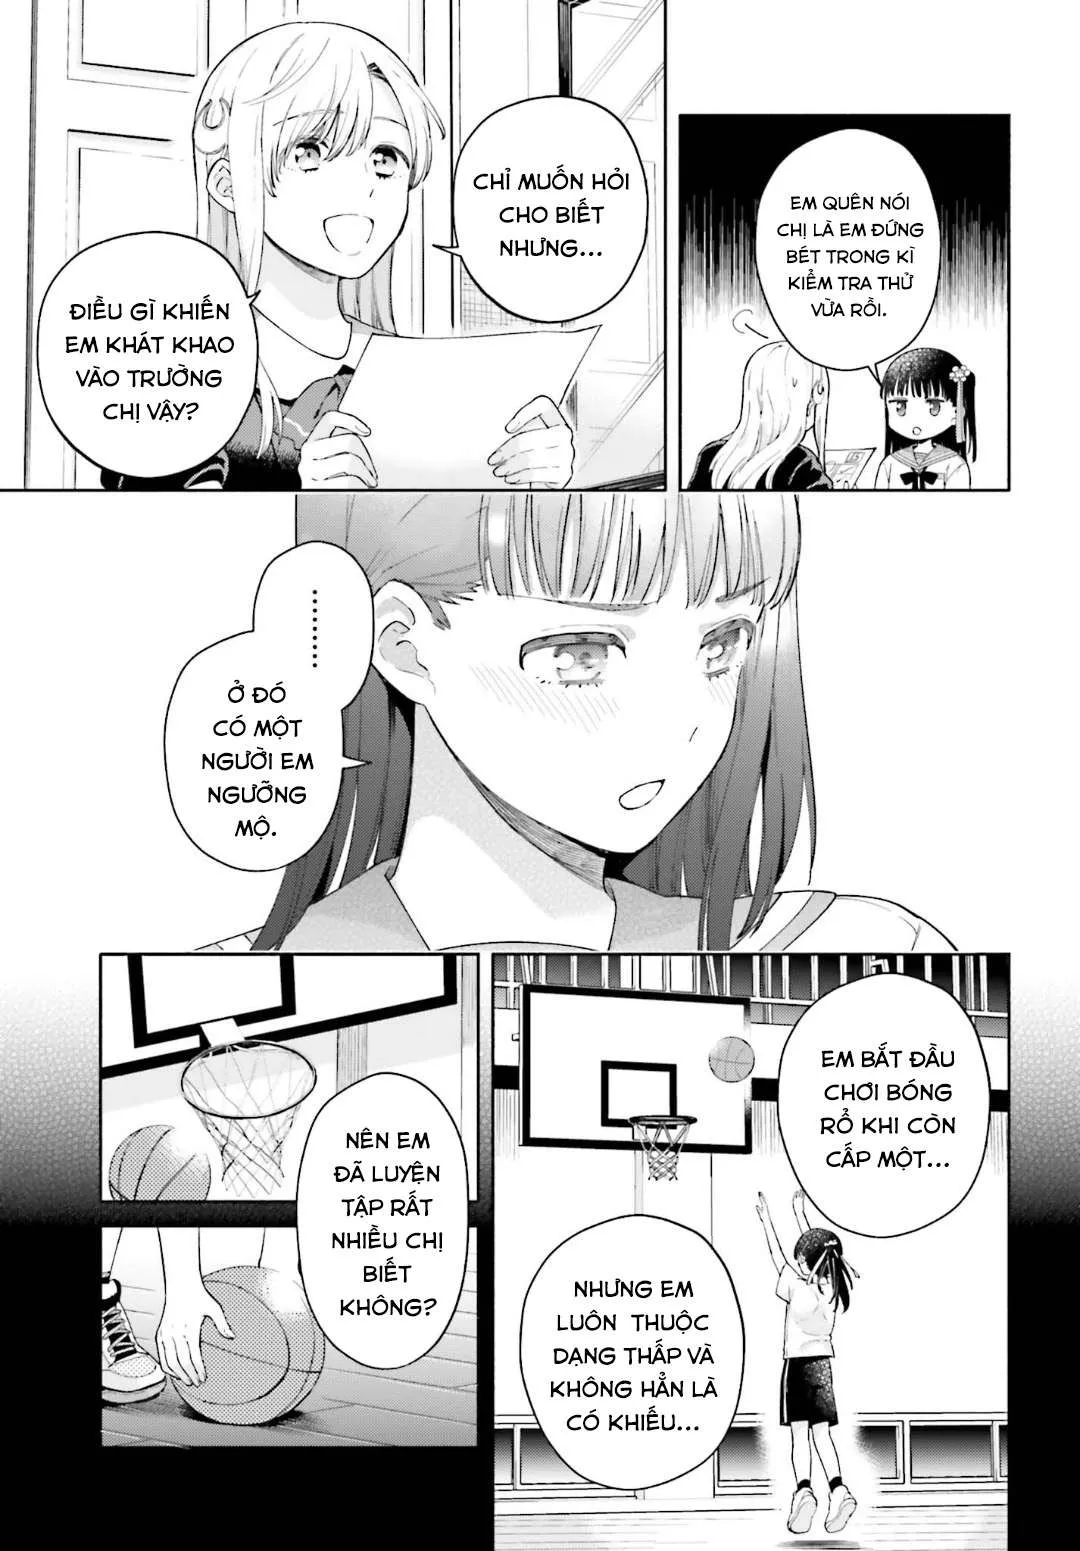 EM QUÊN NÓI
CHỊ LÀ EM ĐỨNG
BÉT TRONG KÌ
KIỂM TRA THỬ
VỪA RỒI.
CHỈ MUỐN HỎI
CHO BIẾT
NHƯNG...
ĐIỀU GÌ KHIẾN
EM KHÁT KHAO
VÀO TRƯỜNG
CHỊ VẬY?
.........
Ở ĐÓ
CÓ MỘT
NGƯỜI EM
NGƯỠNG
MỘ.
EM BẮT ĐẦU
CHƠI BÓNG
RỔ KHI CÒN
CẤP MỘT...
NHƯNG EM
LUÔN THUỘC
DẠNG THẤP VÀ
KHÔNG HẲN LÀ
CÓ KHIẾU...
NÊN EM
ĐÃ LUYỆN
TẬP RẤT
NHIỀU CHỊ
BIẾT
KHÔNG?